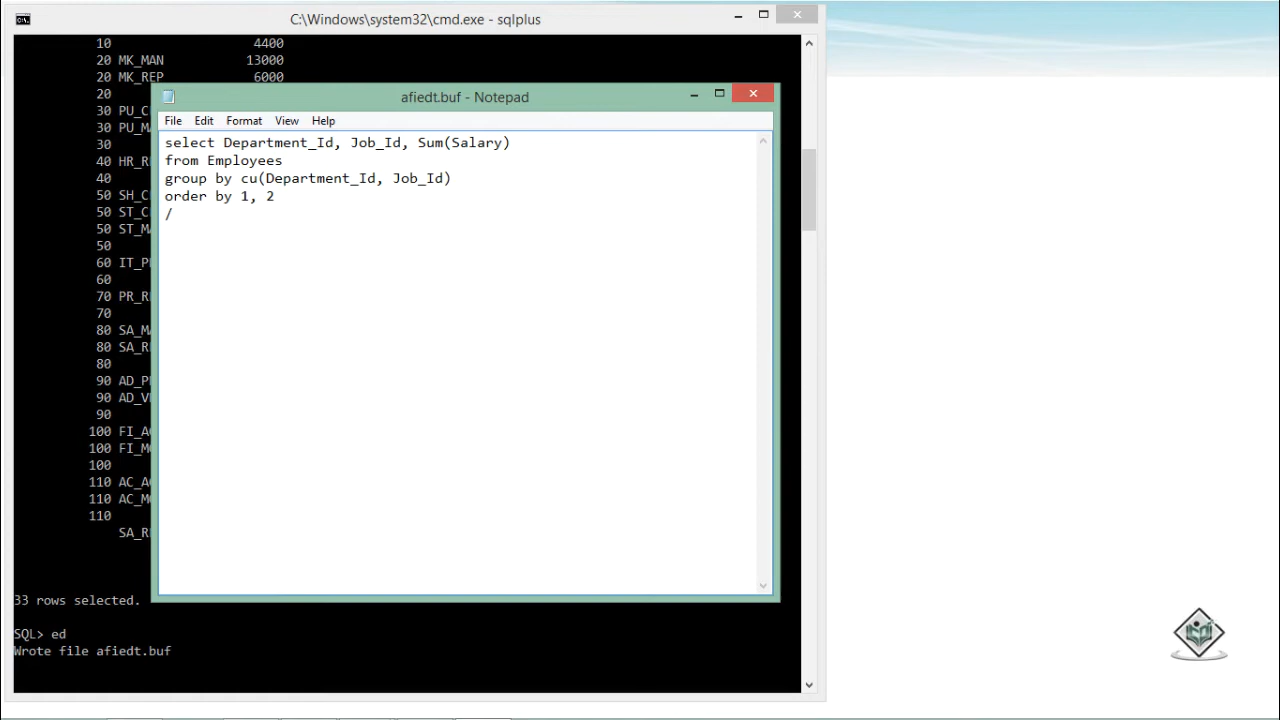 C:\Windows\system32\cmd.exe - sqlplus
10 4400
20 MK_MAN 13000
20 MK_REP 6000
20
30
30
30
40
40
50
50
50
50
60
60
70
70
80
80
80
90
90
90
100
100
100
110
110
110
33 rows selected.
SQL> ed
Wrote file afiedt.buf
afiedt.buf - Notepad
File Edit Format View Help
select Department_Id, Job_Id, Sum(Salary)
from Employees
group by cu(Department_Id, Job_Id)
order by 1, 2
/